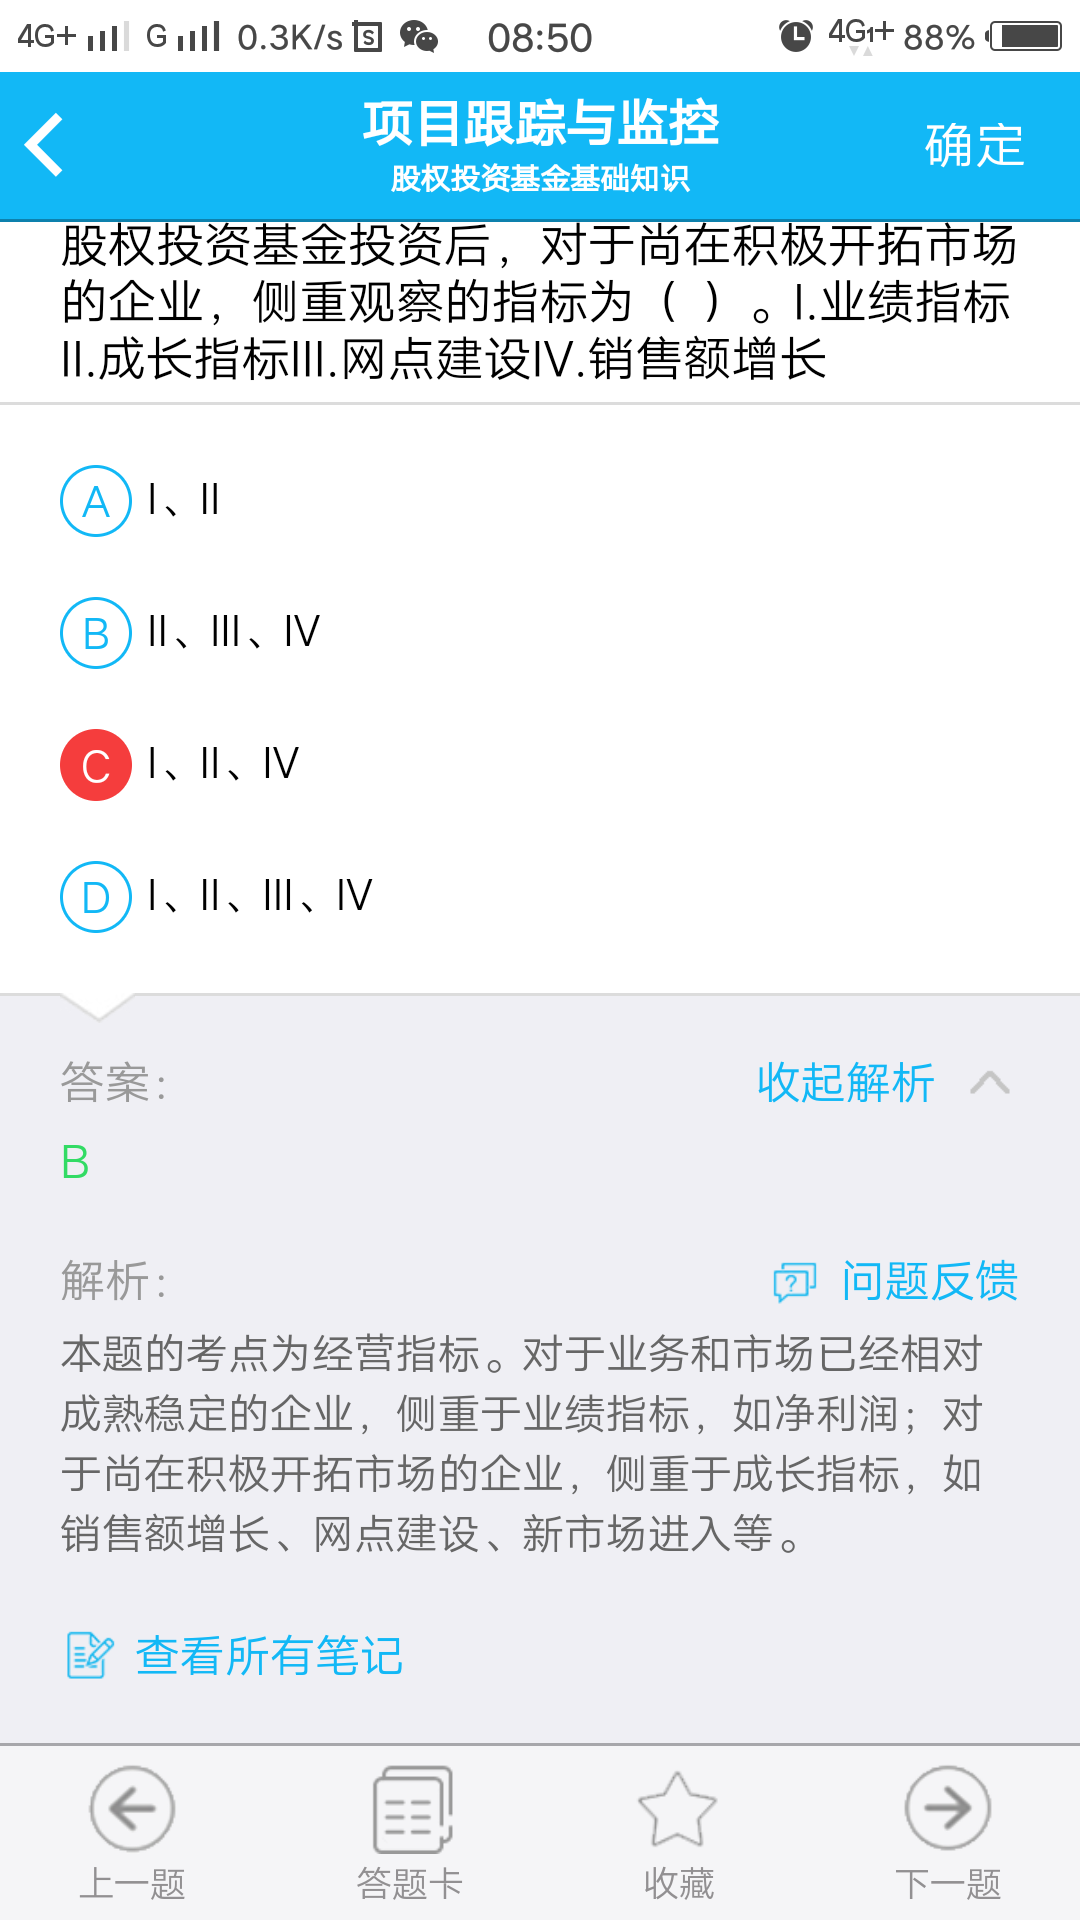 4G+ G 0.3K/s S 08:50 4G1+ 88%
项目跟踪与监控
股权投资基金基础知识
确定
股权投资基金投资后，对于尚在积极开拓市场
的企业，侧重观察的指标为（ ）。I.业绩指标
II.成长指标III.网点建设IV.销售额增长
A I、II
B II、III、IV
C I、II、IV
D I、II、III、IV
答案： 收起解析
B
解析： ? 问题反馈
本题的考点为经营指标。对于业务和市场已经相对
成熟稳定的企业，侧重于业绩指标，如净利润；对
于尚在积极开拓市场的企业，侧重于成长指标，如
销售额增长、网点建设、新市场进入等。
查看所有笔记
上一题 答题卡 收藏 下一题